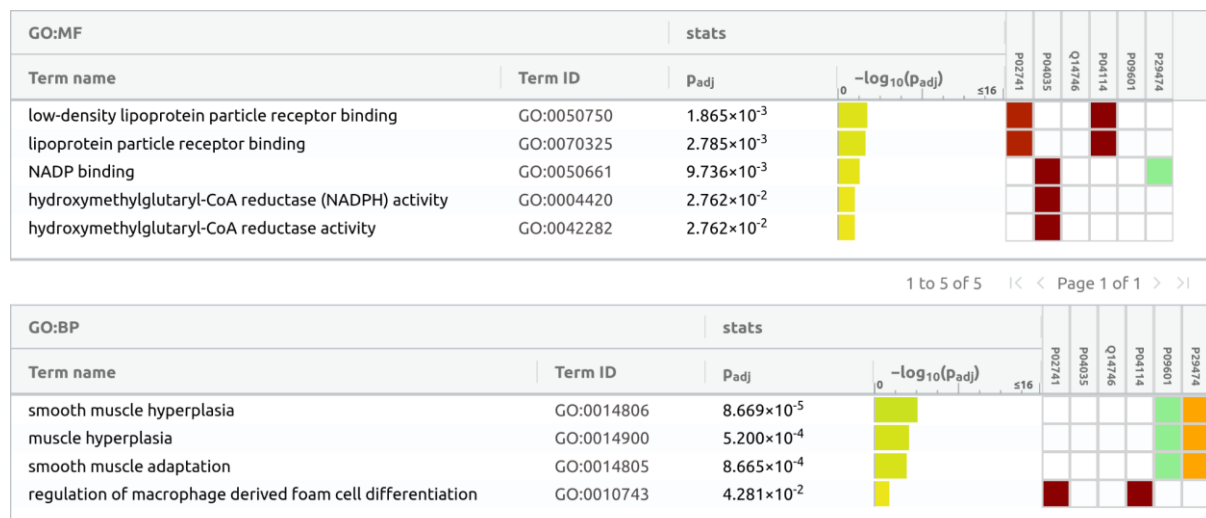 GO:MF stats
Term name Term ID padj −log10(padj) P02741 P04035 Q14746 P04114 P09601 P29474
0 ≤16
low-density lipoprotein particle receptor binding GO:0050750 1.865×10-3
lipoprotein particle receptor binding GO:0070325 2.785×10-3
NADP binding GO:0050661 9.736×10-3
hydroxymethylglutaryl-CoA reductase (NADPH) activity GO:0004420 2.762×10-2
hydroxymethylglutaryl-CoA reductase activity GO:0042282 2.762×10-2
1 to 5 of 5 Page 1 of 1
GO:BP stats
Term name Term ID padj −log10(padj) P02741 P04035 Q14746 P04114 P09601 P29474
0 ≤16
smooth muscle hyperplasia GO:0014806 8.669×10-5
muscle hyperplasia GO:0014900 5.200×10-4
smooth muscle adaptation GO:0014805 8.665×10-4
regulation of macrophage derived foam cell differentiation GO:0010743 4.281×10-2